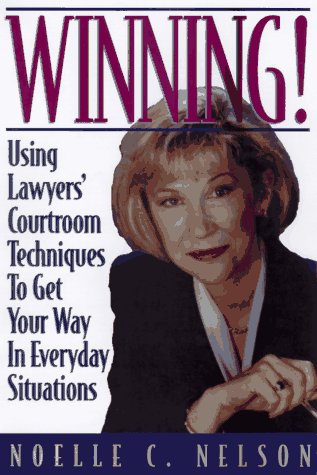 WINNING!
Using
Lawyers'
Courtroom
Techniques
To Get
Your Way
In Everyday
Situations
NOELLE C. NELSON